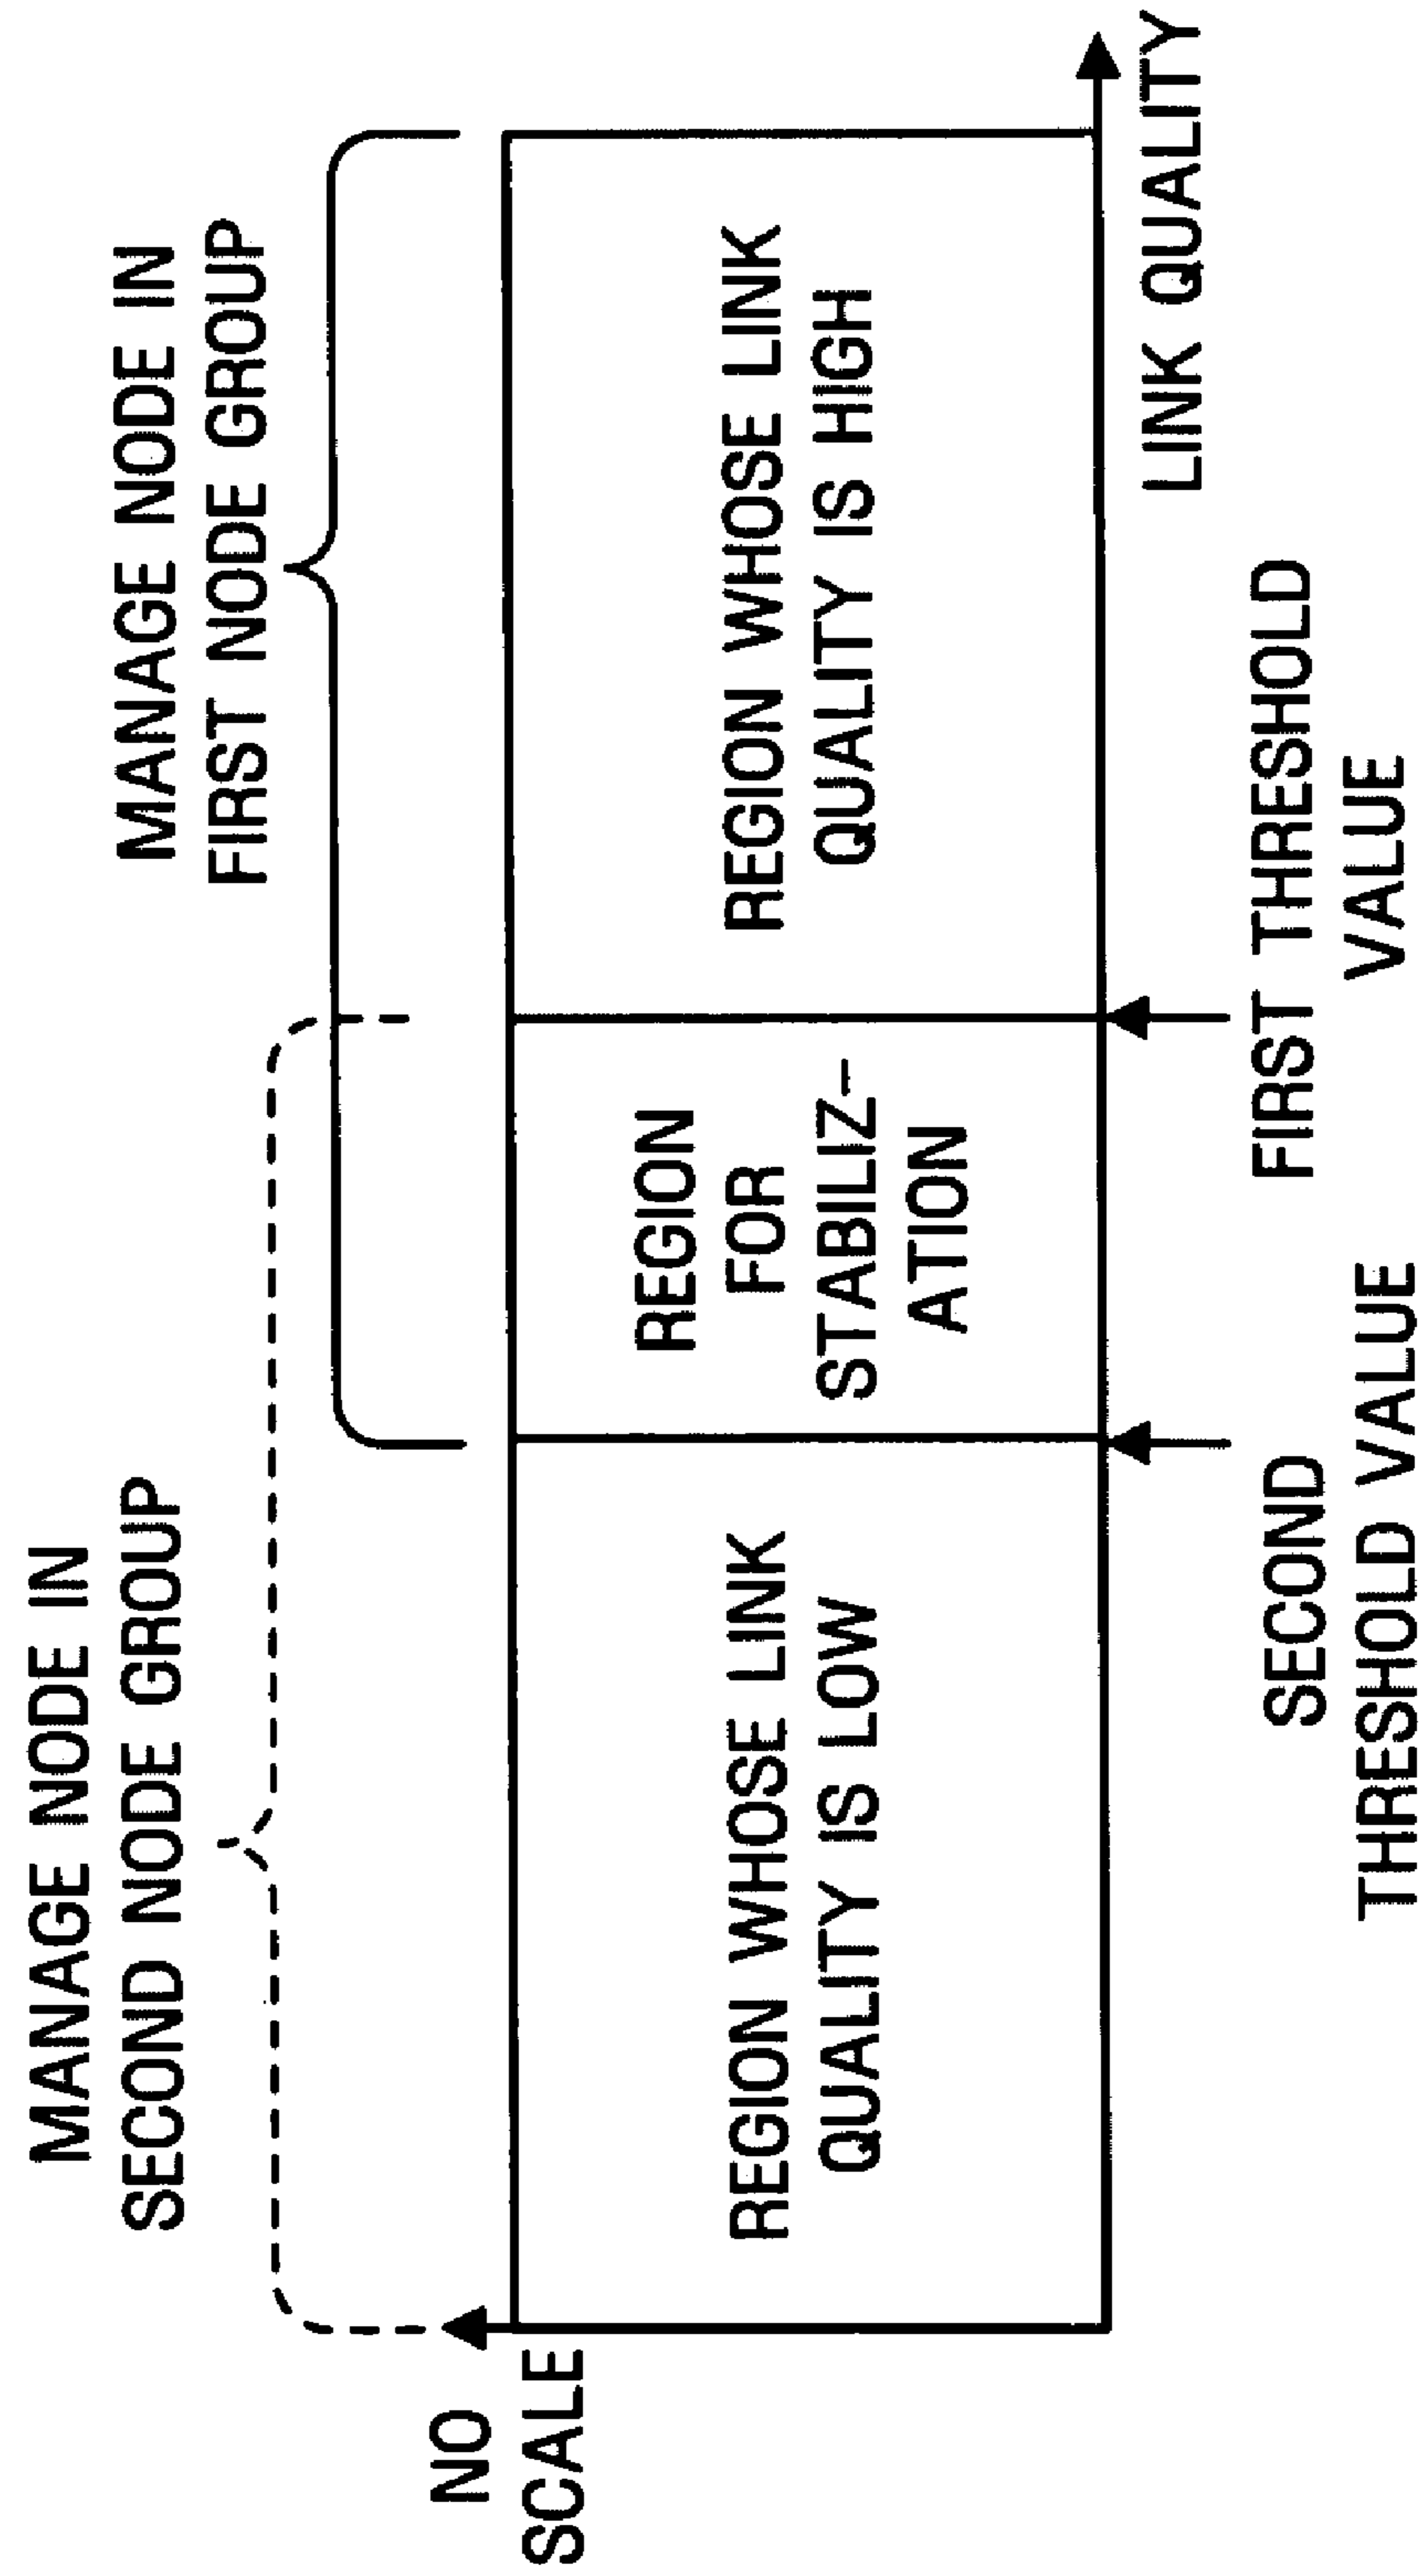 MANAGE NODE IN
SECOND NODE GROUP
MANAGE NODE IN
FIRST NODE GROUP
NO
SCALE
REGION WHOSE LINK
QUALITY IS LOW
REGION
FOR
STABILIZ-
ATION
REGION WHOSE LINK
QUALITY IS HIGH
LINK QUALITY
SECOND
THRESHOLD VALUE
FIRST THRESHOLD
VALUE